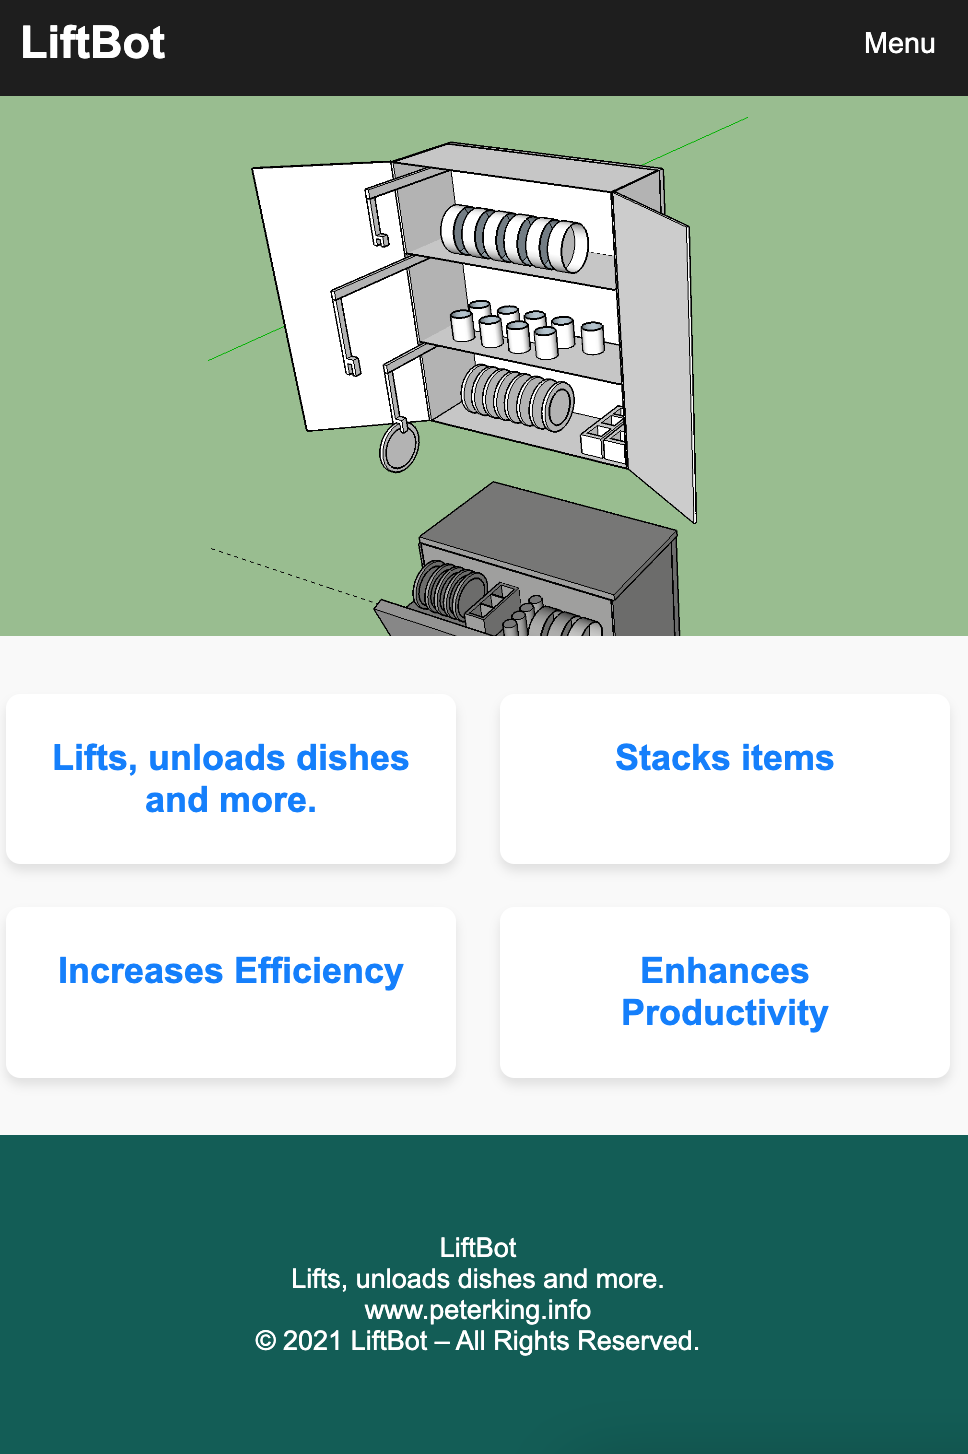 LiftBot
Menu
Lifts, unloads dishes
and more.
Stacks items
Increases Efficiency
Enhances
Productivity
LiftBot
Lifts, unloads dishes and more.
www.peterking.info
© 2021 LiftBot – All Rights Reserved.